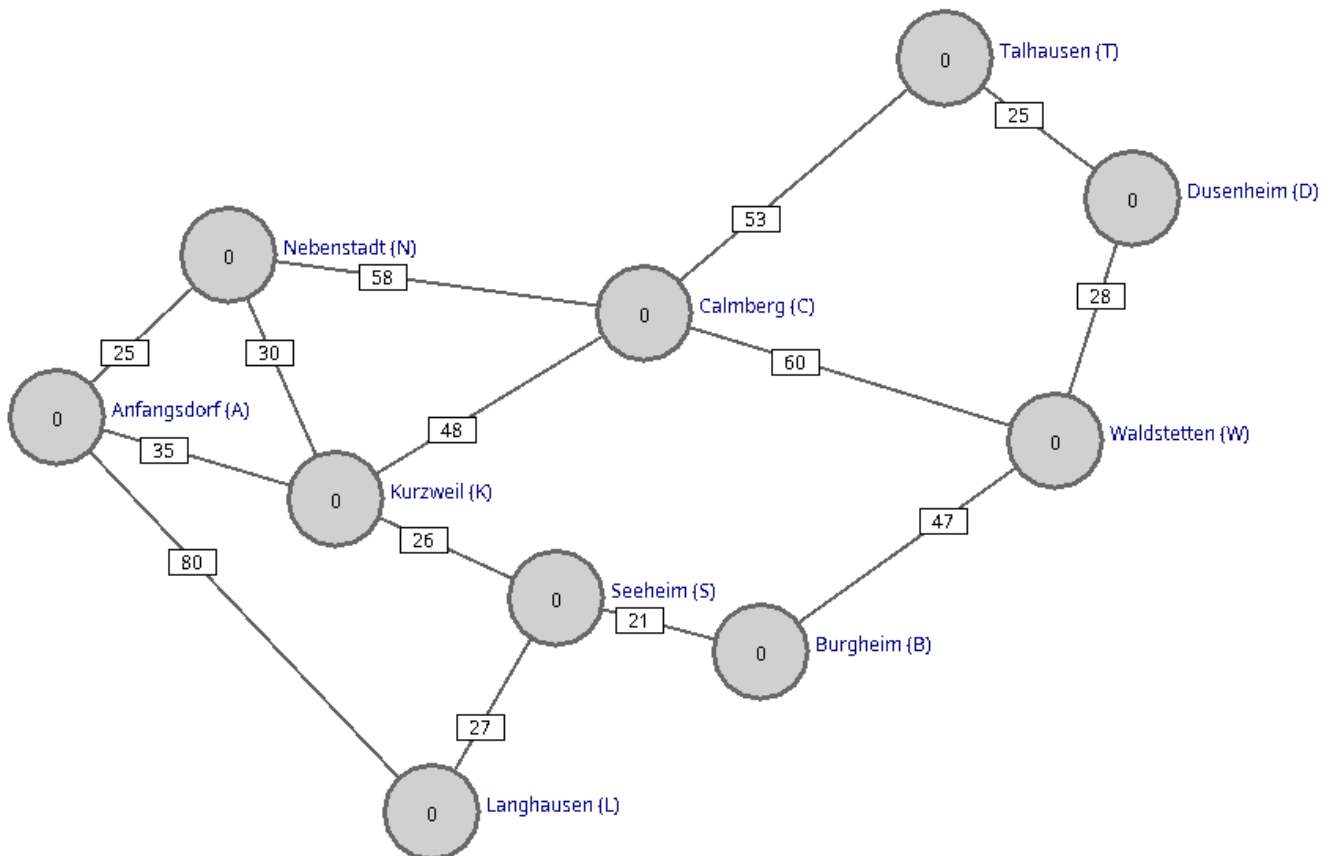 0
Talhausen (T)
25
0
Dusenheim (D)
53
0
Nebenstadt (N)
58
28
0
Calmberg (C)
25
30
60
0
Anfangsdorf (A)
48
0
Waldstetten (W)
35
0
Kurzweil (K)
47
26
80
0
Seeheim (S)
21
0
Burgheim (B)
27
0
Langhausen (L)